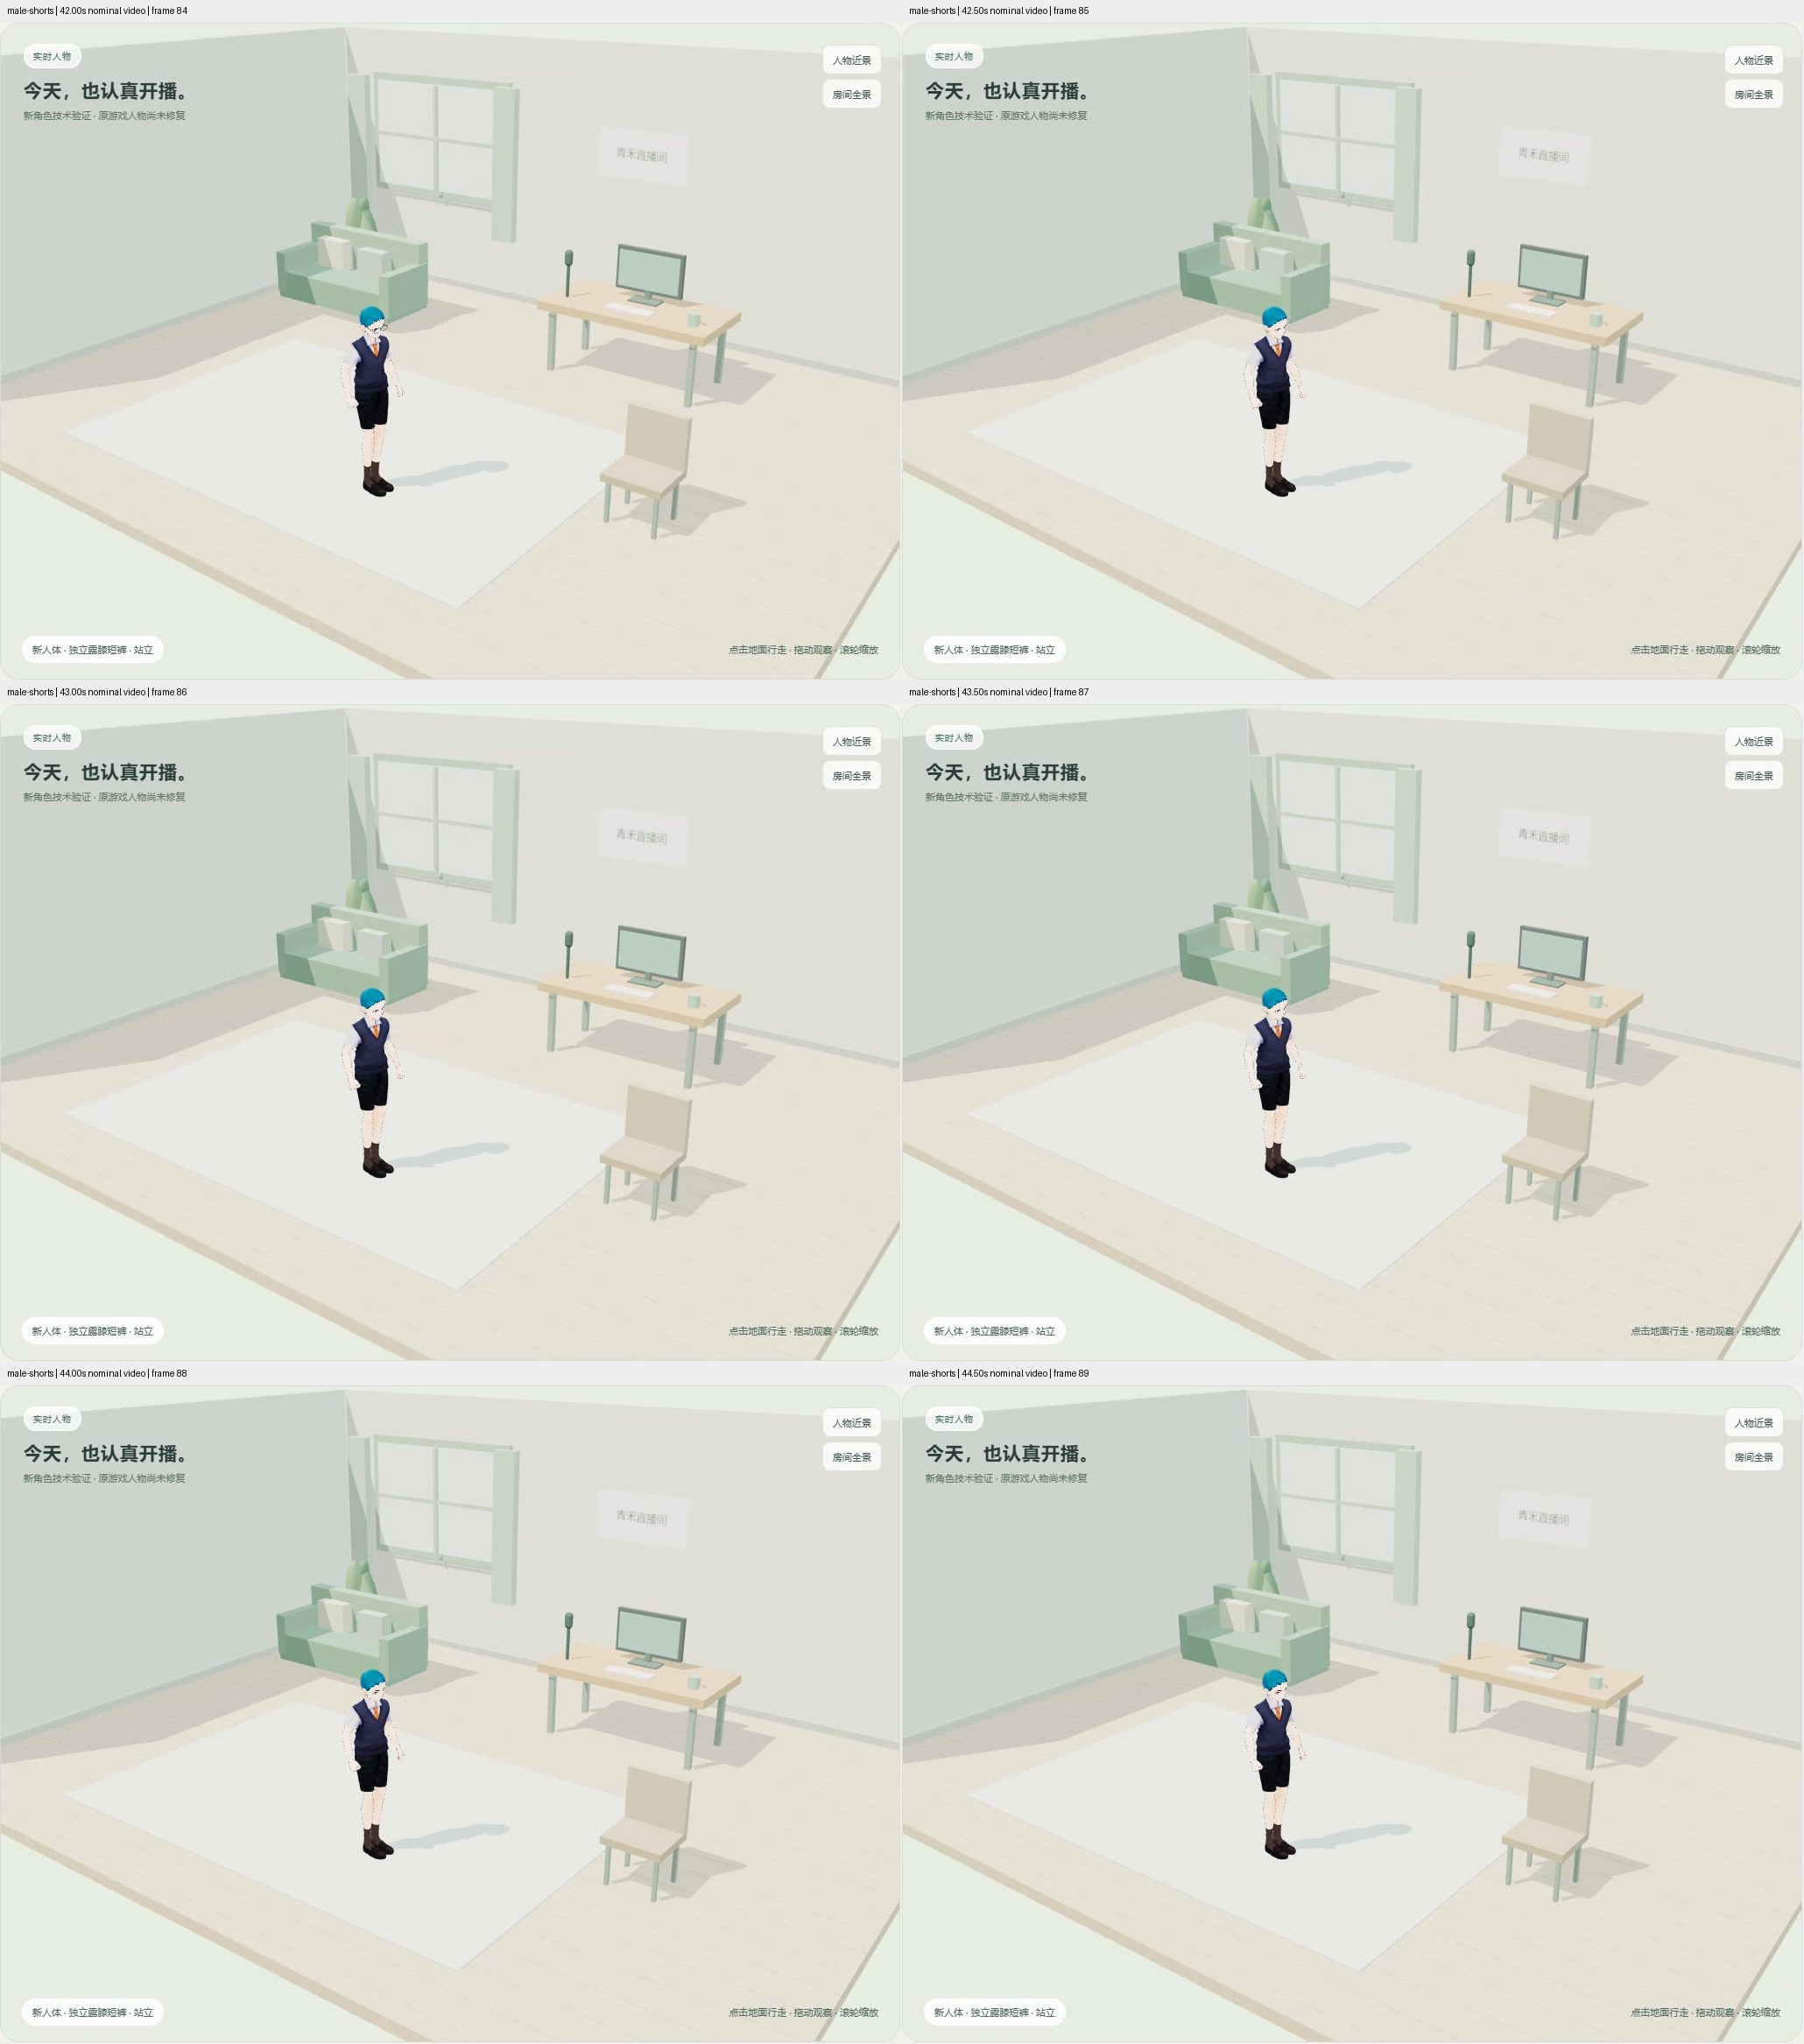 male-shorts | 42.00s nominal video | frame 84
实时人物
今天，也认真开播。
新角色技术验证 · 原游戏人物尚未修复
人物近景
房间全景
青禾直播间
新人体 · 独立露膝短裤 · 站立
点击地面行走 · 拖动观察 · 滚轮缩放
male-shorts | 42.50s nominal video | frame 85
实时人物
今天，也认真开播。
新角色技术验证 · 原游戏人物尚未修复
人物近景
房间全景
青禾直播间
新人体 · 独立露膝短裤 · 站立
点击地面行走 · 拖动观察 · 滚轮缩放
male-shorts | 43.00s nominal video | frame 86
实时人物
今天，也认真开播。
新角色技术验证 · 原游戏人物尚未修复
人物近景
房间全景
青禾直播间
新人体 · 独立露膝短裤 · 站立
点击地面行走 · 拖动观察 · 滚轮缩放
male-shorts | 43.50s nominal video | frame 87
实时人物
今天，也认真开播。
新角色技术验证 · 原游戏人物尚未修复
人物近景
房间全景
青禾直播间
新人体 · 独立露膝短裤 · 站立
点击地面行走 · 拖动观察 · 滚轮缩放
male-shorts | 44.00s nominal video | frame 88
实时人物
今天，也认真开播。
新角色技术验证 · 原游戏人物尚未修复
人物近景
房间全景
青禾直播间
新人体 · 独立露膝短裤 · 站立
点击地面行走 · 拖动观察 · 滚轮缩放
male-shorts | 44.50s nominal video | frame 89
实时人物
今天，也认真开播。
新角色技术验证 · 原游戏人物尚未修复
人物近景
房间全景
青禾直播间
新人体 · 独立露膝短裤 · 站立
点击地面行走 · 拖动观察 · 滚轮缩放